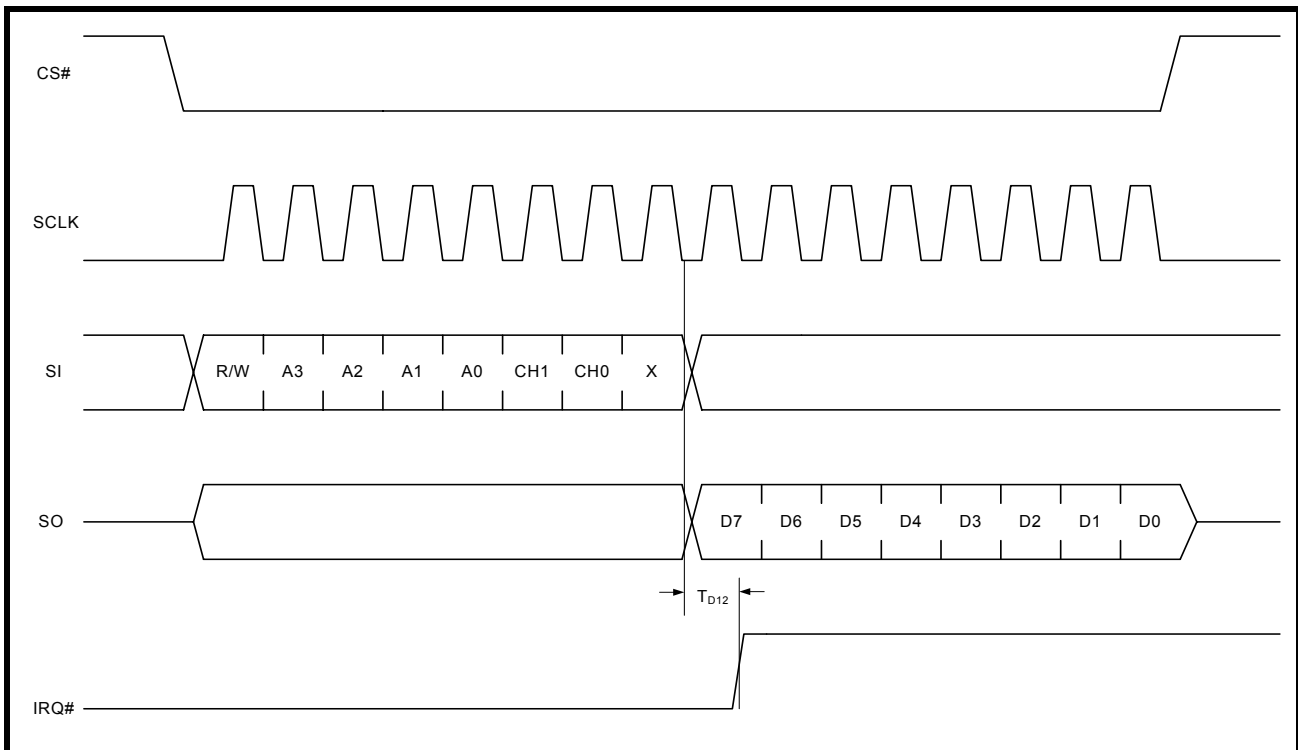 CS#
SCLK
SI
R/W A3 A2 A1 A0 CH1 CH0 X
SO
D7 D6 D5 D4 D3 D2 D1 D0
TD12
IRQ#